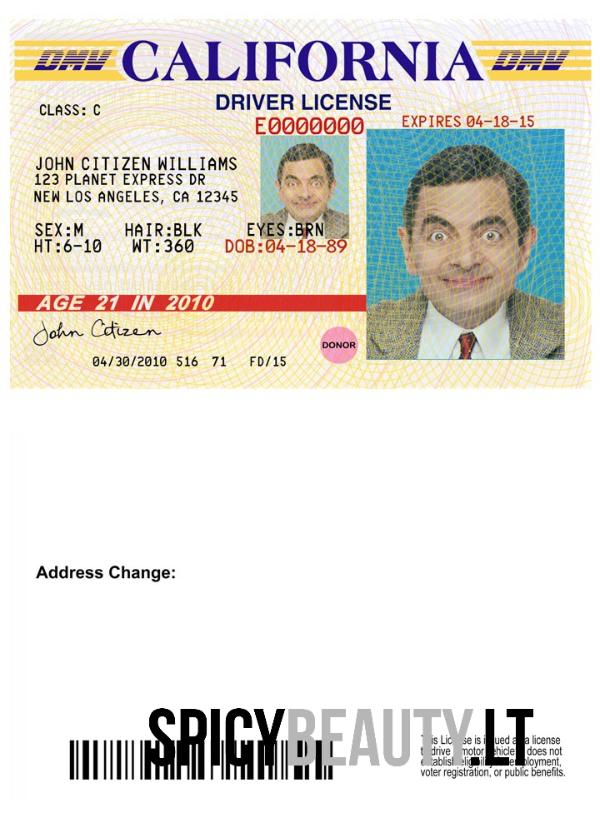 DMV CALIFORNIA DMV
DRIVER LICENSE
CLASS: C
E0000000
EXPIRES 04-18-15
JOHN CITIZEN WILLIAMS
123 PLANET EXPRESS DR
NEW LOS ANGELES, CA 12345
SEX:M HAIR:BLK EYES:BRN
HT:6-10 WT:360 DOB:04-18-89
AGE 21 IN 2010
John Citizen
DONOR
04/30/2010 516 71 FD/15
Address Change:
SPICYBEAUTY.LT
This License is issued as a license
to drive a motor vehicle; does not
establish eligibility employment,
voter registration, or public benefits.